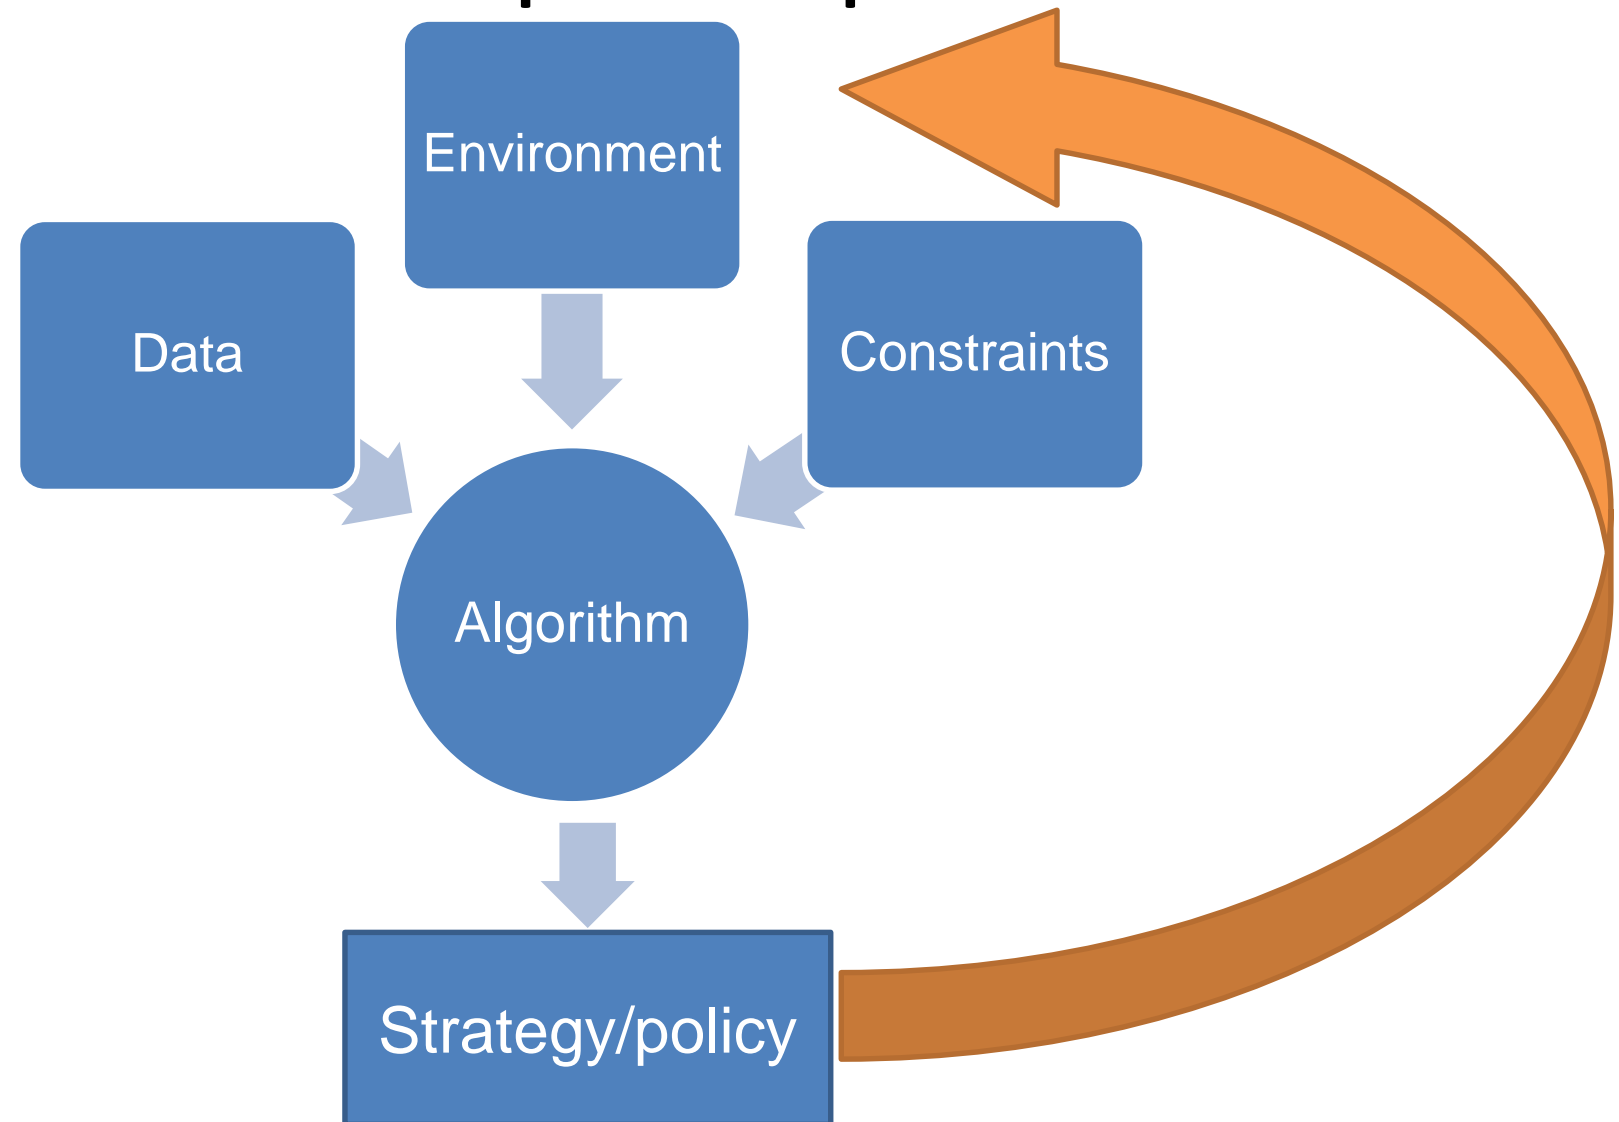 Environment
Data
Constraints
Algorithm
Strategy/policy